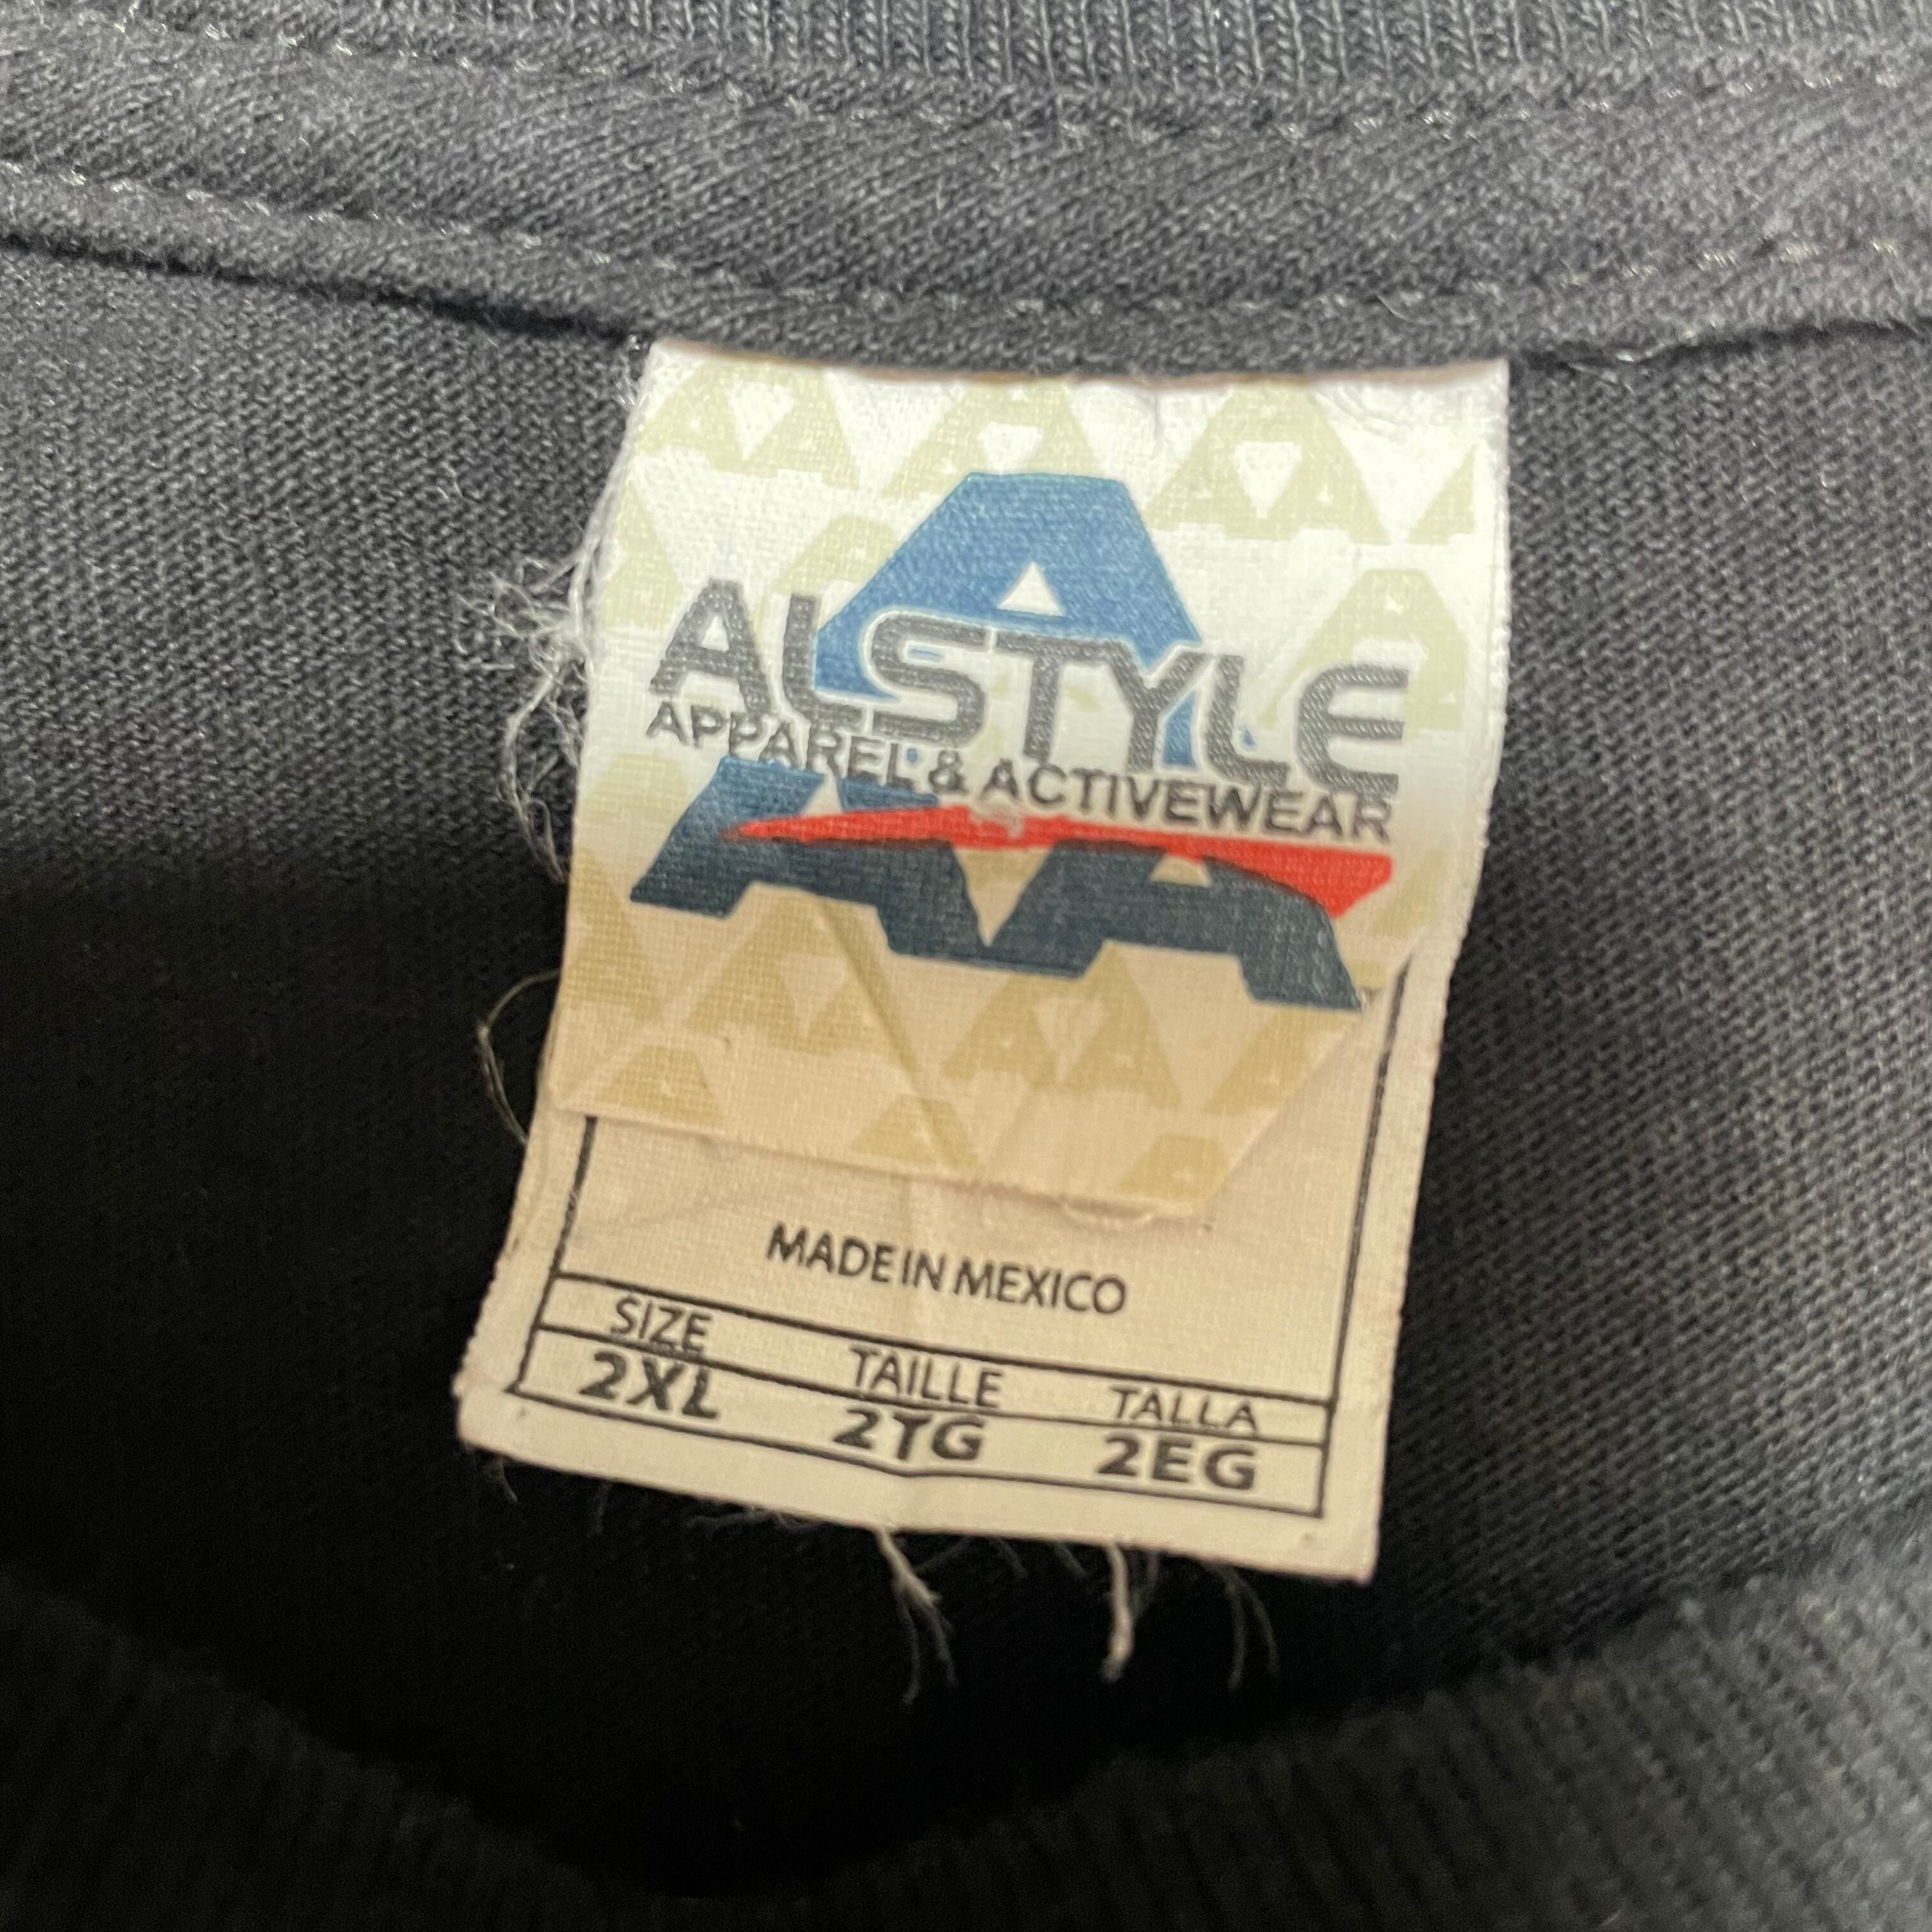 ALSTYLE
APPAREL & ACTIVEWEAR
AAA
MADE IN MEXICO
SIZE TAILLE TALLA
2XL 2TG 2EG